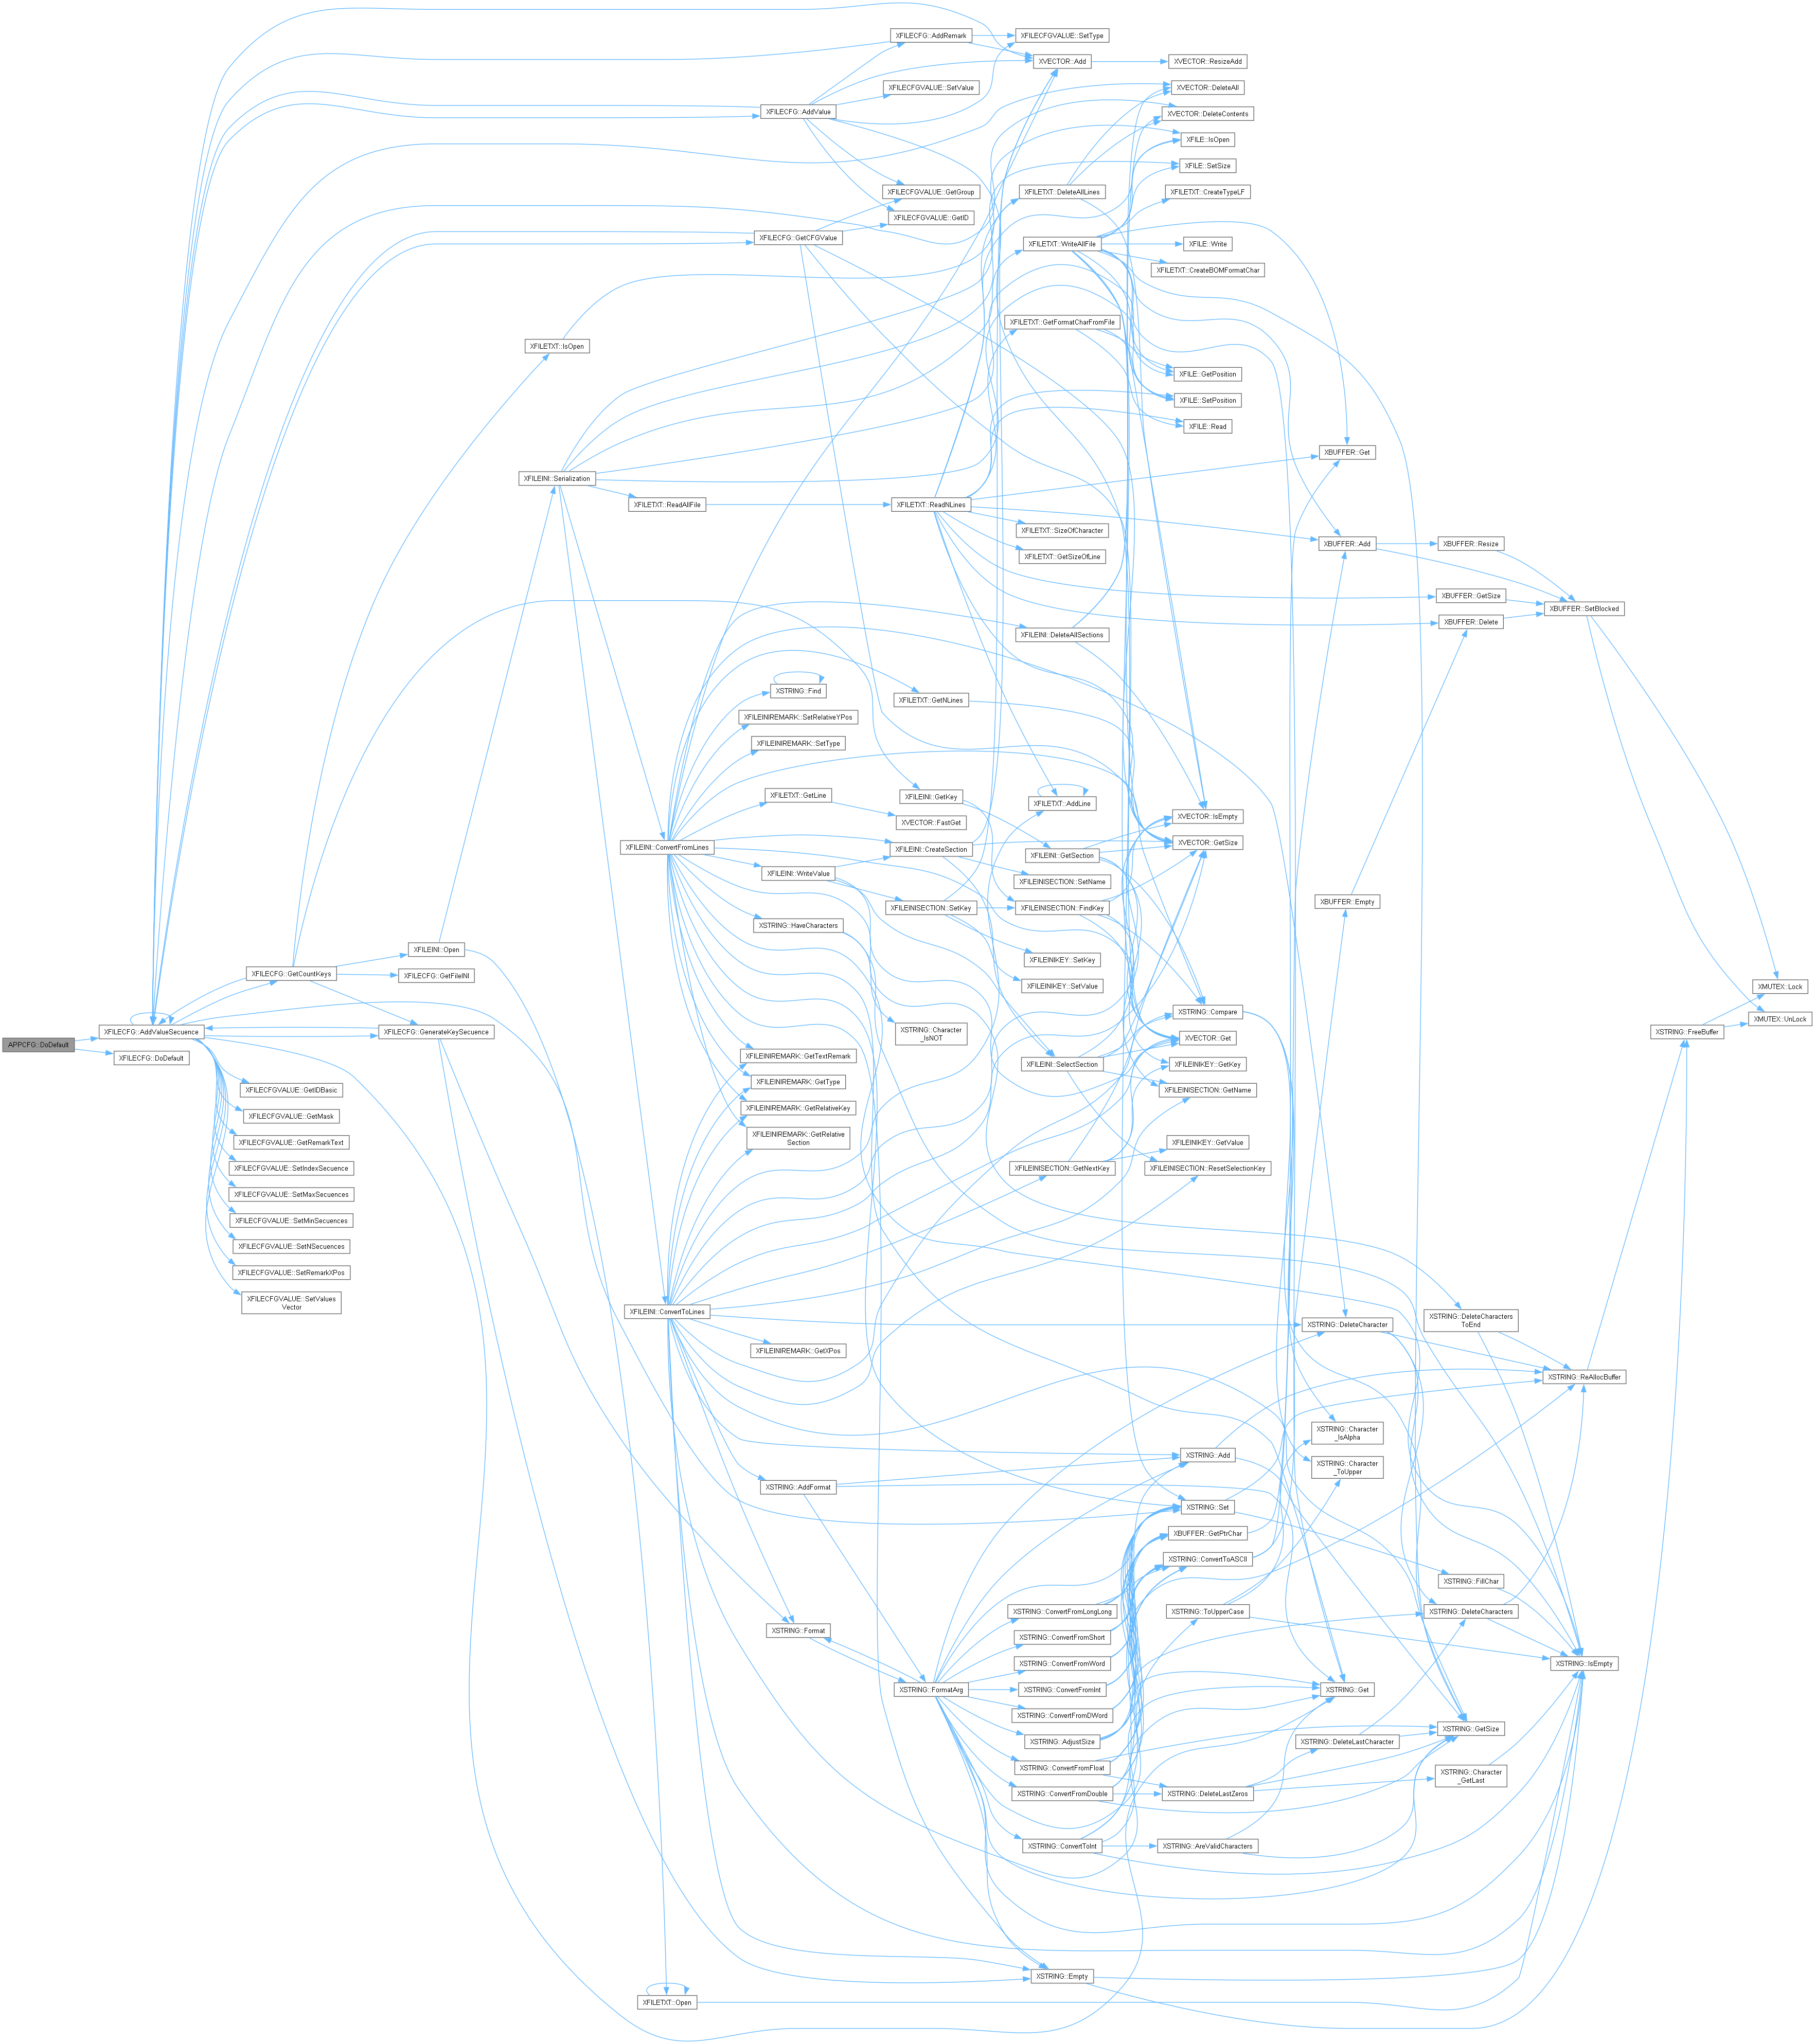 APPCFG::DoDefault
XFILECFG::AddValueSecuence
XFILECFG::DoDefault
XFILECFG::AddRemark
XFILECFG::AddValue
XFILECFG::GetCFGValue
XFILECFG::GetCountKeys
XFILECFG::GenerateKeySecuence
XFILECFGVALUE::GetIDBasic
XFILECFGVALUE::GetMask
XFILECFGVALUE::GetRemarkText
XFILECFGVALUE::SetIndexSecuence
XFILECFGVALUE::SetMaxSecuences
XFILECFGVALUE::SetMinSecuences
XFILECFGVALUE::SetNSecuences
XFILECFGVALUE::SetRemarkXPos
XFILECFGVALUE::SetValues
Vector
XFILEINI::Open
XFILECFG::GetFileINI
XFILETXT::IsOpen
XFILEINI::Serialization
XFILETXT::ReadAllFile
XFILEINI::ConvertFromLines
XFILEINI::ConvertToLines
XFILETXT::Open
XSTRING::Find
XFILEINIREMARK::SetRelativeYPos
XFILEINIREMARK::SetType
XFILETXT::GetLine
XFILEINI::WriteValue
XSTRING::HaveCharacters
XFILEINIREMARK::GetTextRemark
XFILEINIREMARK::GetType
XFILEINIREMARK::GetRelativeKey
XFILEINIREMARK::GetRelative
Section
XFILEINIREMARK::GetXPos
XSTRING::AddFormat
XSTRING::Format
XFILECFGVALUE::SetValue
XFILECFGVALUE::GetGroup
XFILECFGVALUE::GetID
XFILETXT::ReadNLines
XFILETXT::GetNLines
XFILEINI::GetKey
XVECTOR::FastGet
XFILEINI::CreateSection
XFILEINISECTION::SetKey
XSTRING::Character
_IsNOT
XSTRING::FormatArg
XFILECFGVALUE::SetType
XVECTOR::Add
XFILETXT::DeleteAllLines
XFILETXT::WriteAllFile
XFILETXT::GetFormatCharFromFile
XFILETXT::SizeOfCharacter
XFILETXT::GetSizeOfLine
XFILEINI::DeleteAllSections
XFILETXT::AddLine
XFILEINI::GetSection
XFILEINISECTION::SetName
XFILEINISECTION::FindKey
XFILEINIKEY::SetKey
XFILEINIKEY::SetValue
XFILEINI::SelectSection
XFILEINISECTION::GetNextKey
XSTRING::ConvertFromLongLong
XSTRING::ConvertFromShort
XSTRING::ConvertFromWord
XSTRING::ConvertFromInt
XSTRING::ConvertFromDWord
XSTRING::AdjustSize
XSTRING::ConvertFromFloat
XSTRING::ConvertFromDouble
XSTRING::ConvertToInt
XSTRING::Empty
XVECTOR::ResizeAdd
XVECTOR::DeleteAll
XVECTOR::DeleteContents
XFILE::IsOpen
XFILE::SetSize
XFILETXT::CreateTypeLF
XFILE::Write
XFILETXT::CreateBOMFormatChar
XFILE::GetPosition
XFILE::SetPosition
XFILE::Read
XVECTOR::IsEmpty
XVECTOR::GetSize
XSTRING::Compare
XVECTOR::Get
XFILEINIKEY::GetKey
XFILEINISECTION::GetName
XFILEINIKEY::GetValue
XFILEINISECTION::ResetSelectionKey
XSTRING::Add
XSTRING::Set
XBUFFER::GetPtrChar
XSTRING::ConvertToASCII
XSTRING::ToUpperCase
XSTRING::DeleteLastZeros
XSTRING::AreValidCharacters
XBUFFER::Get
XBUFFER::Add
XBUFFER::Empty
XSTRING::DeleteCharacter
XSTRING::Character
_IsAlpha
XSTRING::Character
_ToUpper
XSTRING::Get
XSTRING::DeleteLastCharacter
XBUFFER::Resize
XBUFFER::GetSize
XBUFFER::Delete
XSTRING::DeleteCharacters
ToEnd
XSTRING::FillChar
XSTRING::DeleteCharacters
XSTRING::GetSize
XSTRING::Character
_GetLast
XBUFFER::SetBlocked
XSTRING::ReAllocBuffer
XSTRING::IsEmpty
XSTRING::FreeBuffer
XMUTEX::Lock
XMUTEX::UnLock